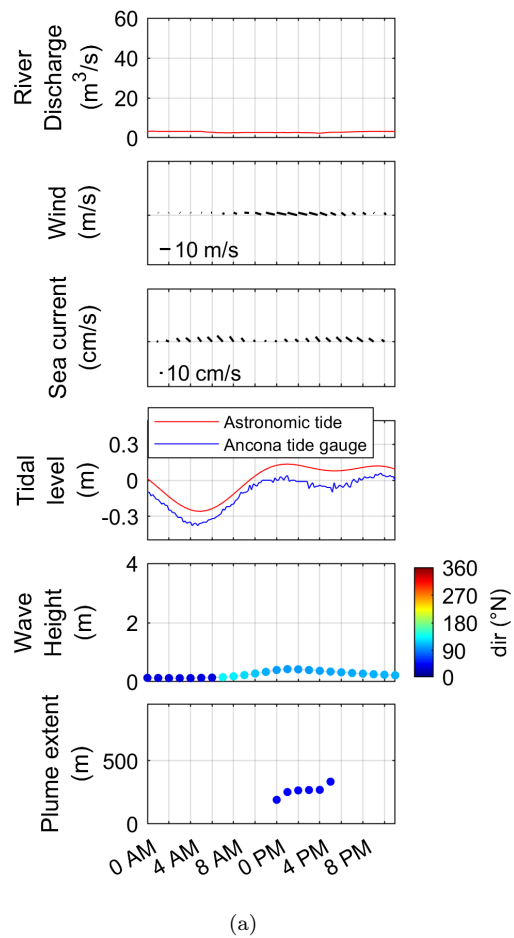 River
Discharge
(m³/s)
60
40
20
0
Wind
(m/s)
10 m/s
Sea current
(cm/s)
10 cm/s
Tidal
level
(m)
Astronomic tide
Ancona tide gauge
0.3
0
-0.3
Wave
Height
(m)
4
2
0
360
270
180
90
0
dir (°N)
Plume extent
(m)
500
0
0 AM
4 AM
8 AM
0 PM
4 PM
8 PM
(a)